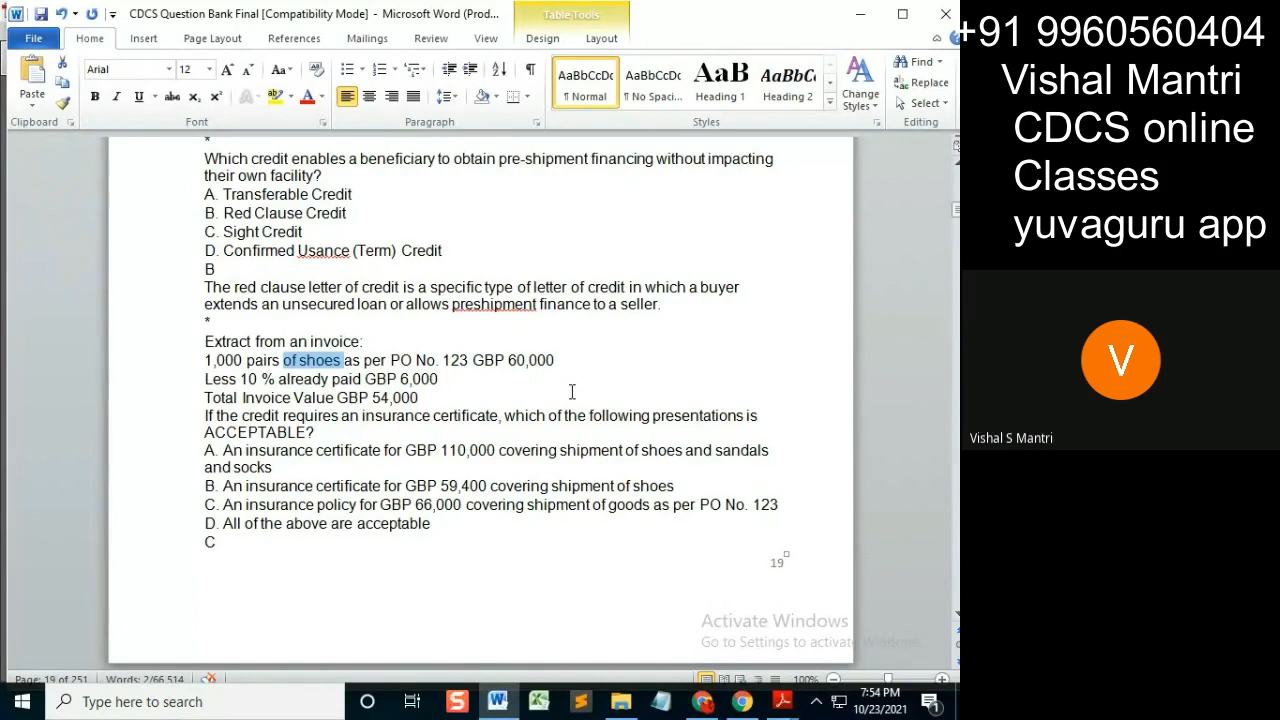 CDCS Question Bank Final [Compatibility Mode] - Microsoft Word (Prod...
Table Tools
File
Home
Insert
Page Layout
References
Mailings
Review
View
Design
Layout
Paste
Arial
12
Clipboard
Font
Paragraph
AaBbCcDc
¶ Normal
AaBbCcDc
¶ No Spaci...
AaB
Heading 1
AaBbC
Heading 2
Change
Styles
Styles
Find
Replace
Select
Editing
*
Which credit enables a beneficiary to obtain pre-shipment financing without impacting
their own facility?
A. Transferable Credit
B. Red Clause Credit
C. Sight Credit
D. Confirmed Usance (Term) Credit
B
The red clause letter of credit is a specific type of letter of credit in which a buyer
extends an unsecured loan or allows preshipment finance to a seller.
*
Extract from an invoice:
1,000 pairs of shoes as per PO No. 123 GBP 60,000
Less 10 % already paid GBP 6,000
Total Invoice Value GBP 54,000
If the credit requires an insurance certificate, which of the following presentations is
ACCEPTABLE?
A. An insurance certificate for GBP 110,000 covering shipment of shoes and sandals
and socks
B. An insurance certificate for GBP 59,400 covering shipment of shoes
C. An insurance policy for GBP 66,000 covering shipment of goods as per PO No. 123
D. All of the above are acceptable
C
19
Activate Windows
Go to Settings to activate Windows.
Page: 19 of 251
Words: 2/66,514
100%
Type here to search
7:54 PM
10/23/2021
+91 9960560404
Vishal Mantri
CDCS online
Classes
yuvaguru app
V
Vishal S Mantri